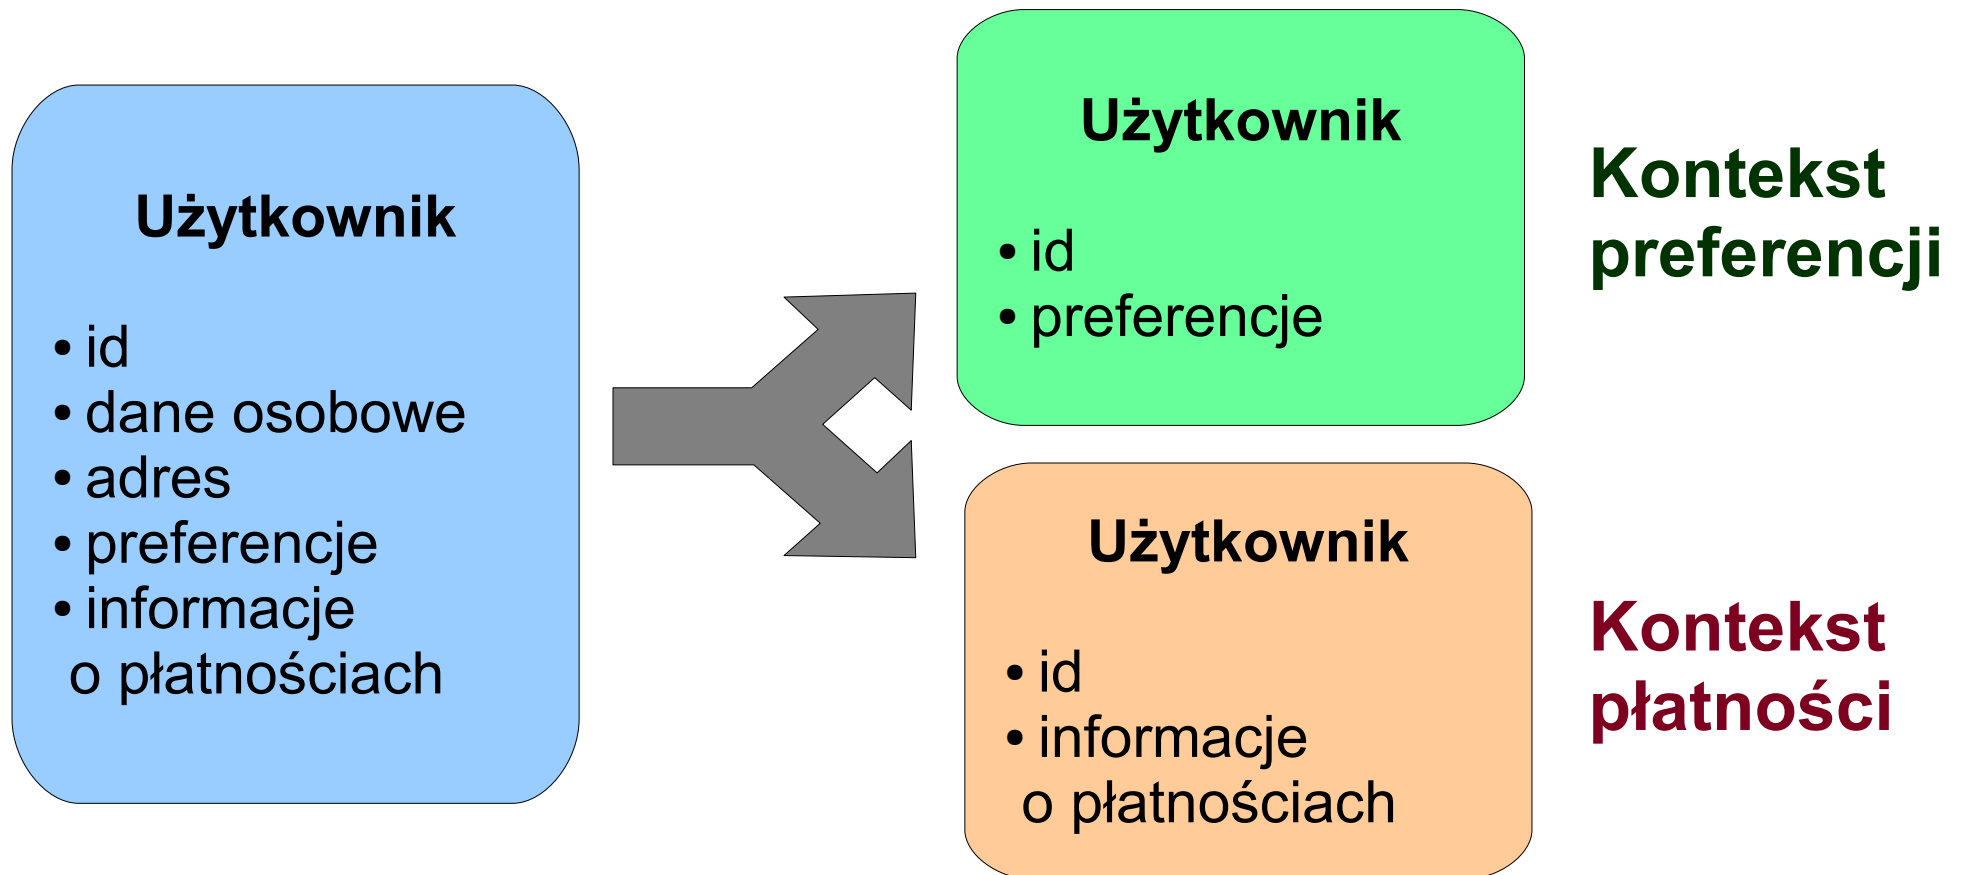 Użytkownik
• id
• dane osobowe
• adres
• preferencje
• informacje
o płatnościach
Użytkownik
• id
• preferencje
Kontekst
preferencji
Użytkownik
• id
• informacje
o płatnościach
Kontekst
płatności